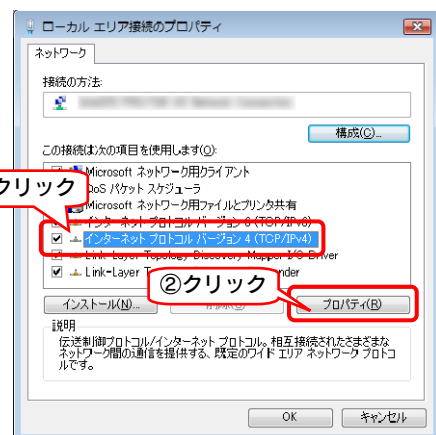 ローカル エリア接続のプロパティ
ネットワーク
接続の方法:
構成(C)...
この接続は次の項目を使用します(O):
Microsoft ネットワーク用クライアント
QoS パケット スケジューラ
Microsoft ネットワーク用ファイルとプリンタ共有
クリック
インターネット プロトコル バージョン 6 (TCP/IPv6)
インターネット プロトコル バージョン 4 (TCP/IPv4)
Link-Layer Topology Discovery Mapper I/O Driver
Link-Layer
②クリック
インストール(N)...
プロパティ(R)
説明
伝送制御プロトコル/インターネット プロトコル。相互接続されたさまざまな
ネットワーク間の通信を提供する、既定のワイド エリア ネットワーク プロトコ
ルです。
OK
キャンセル